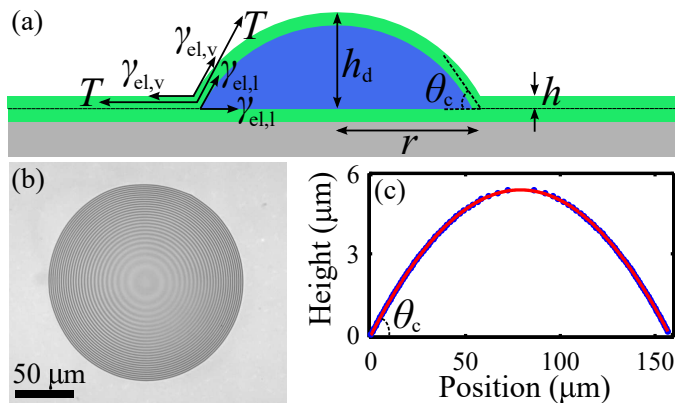 (a)
T
γel,v
hd
γel,v
γel,l
T
γel,l
θc
h
r
(b)
50 μm
(c)
Height (μm)
6
3
0
θc
0
50
100
150
Position (μm)